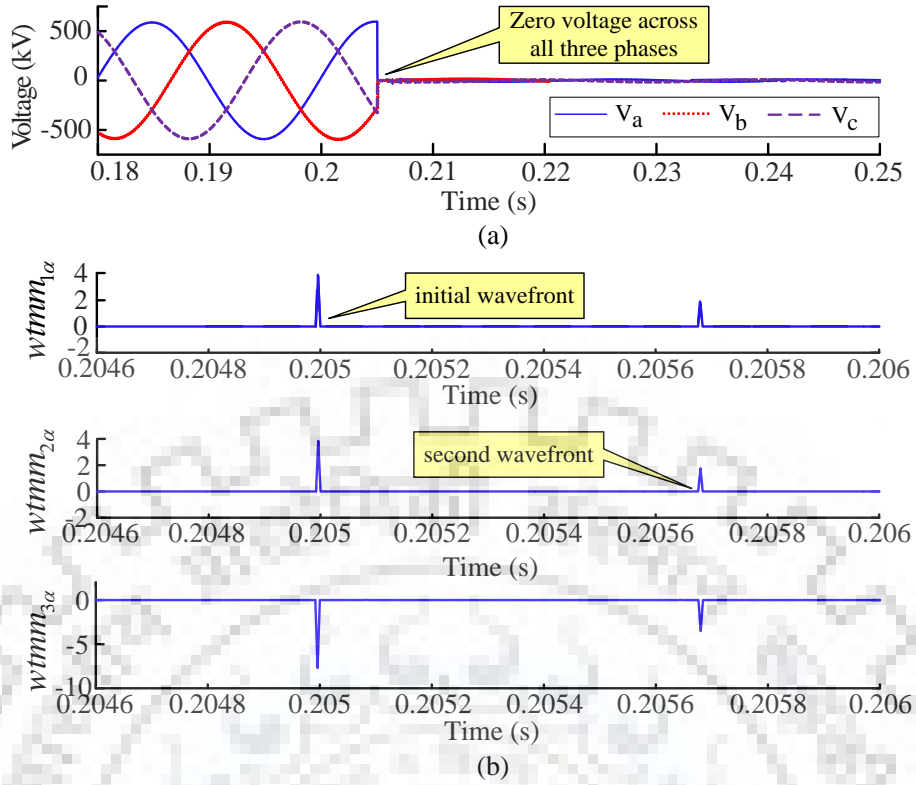 500
0
-500
Voltage (kV)
Zero voltage across
all three phases
V_a V_b V_c
0.18 0.19 0.2 0.21 0.22 0.23 0.24 0.25
Time (s)
(a)
4
2
0
-2
wtmm_1α
initial wavefront
0.2046 0.2048 0.205 0.2052 0.2054 0.2056 0.2058 0.206
Time (s)
4
2
0
-2
wtmm_2α
second wavefront
0.2046 0.2048 0.205 0.2052 0.2054 0.2056 0.2058 0.206
Time (s)
0
-5
-10
wtmm_3α
0.2046 0.2048 0.205 0.2052 0.2054 0.2056 0.2058 0.206
Time (s)
(b)